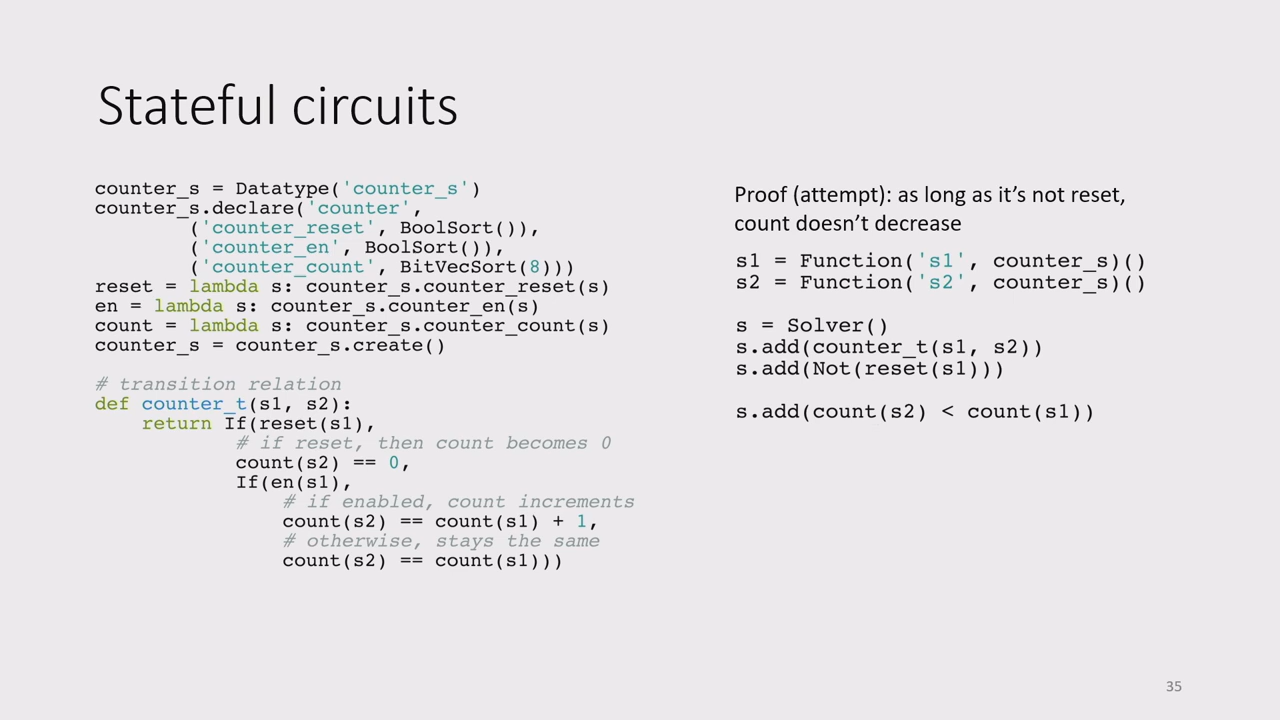 Stateful circuits
counter_s = Datatype('counter_s')
counter_s.declare('counter',
        ('counter_reset', BoolSort()),
        ('counter_en', BoolSort()),
        ('counter_count', BitVecSort(8)))
reset = lambda s: counter_s.counter_reset(s)
en = lambda s: counter_s.counter_en(s)
count = lambda s: counter_s.counter_count(s)
counter_s = counter_s.create()
# transition relation
def counter_t(s1, s2):
    return If(reset(s1),
            # if reset, then count becomes 0
            count(s2) == 0,
            If(en(s1),
                # if enabled, count increments
                count(s2) == count(s1) + 1,
                # otherwise, stays the same
                count(s2) == count(s1)))
Proof (attempt): as long as it’s not reset,
count doesn’t decrease
s1 = Function('s1', counter_s)()
s2 = Function('s2', counter_s)()
s = Solver()
s.add(counter_t(s1, s2))
s.add(Not(reset(s1)))
s.add(count(s2) < count(s1))
35